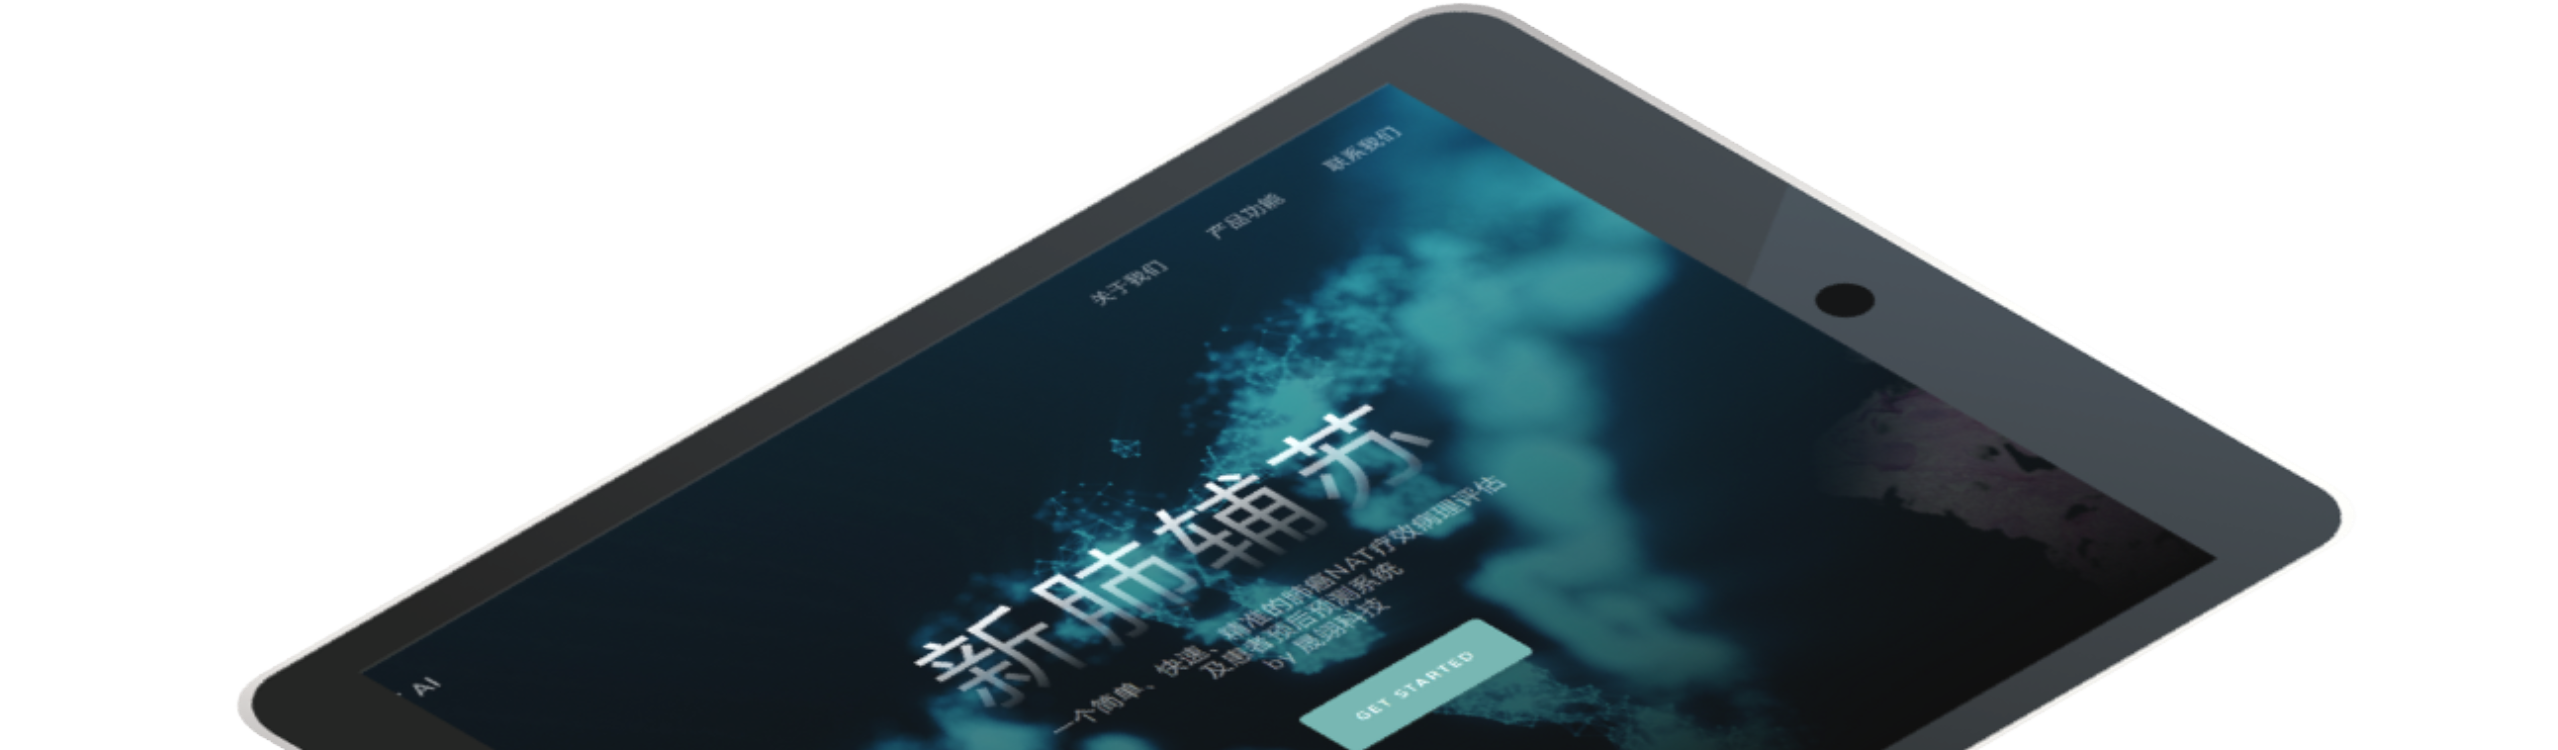 AI
关于我们
产品功能
联系我们
新肺辅苏
一个简单、快速、精准的肺癌NAT疗效病理评估
及患者预后预测系统
by 晟翊科技
GET STARTED